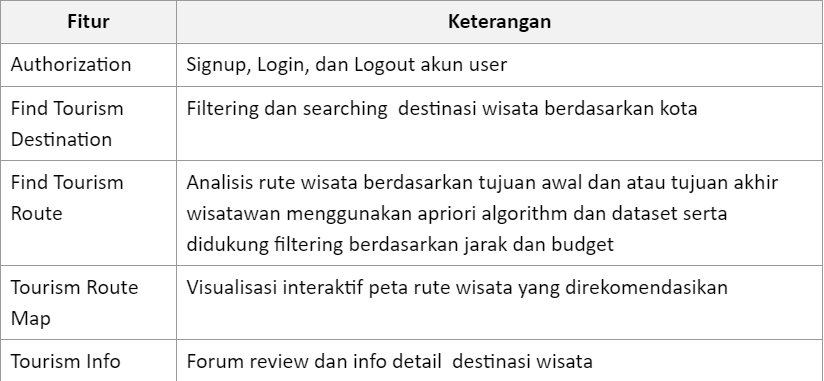 Fitur Keterangan
Authorization Signup, Login, dan Logout akun user
Find Tourism Filtering dan searching  destinasi wisata berdasarkan kota
Destination
Find Tourism Analisis rute wisata berdasarkan tujuan awal dan atau tujuan akhir
Route wisatawan menggunakan apriori algorithm dan dataset serta
didukung filtering berdasarkan jarak dan budget
Tourism Route Visualisasi interaktif peta rute wisata yang direkomendasikan
Map
Tourism Info Forum review dan info detail  destinasi wisata